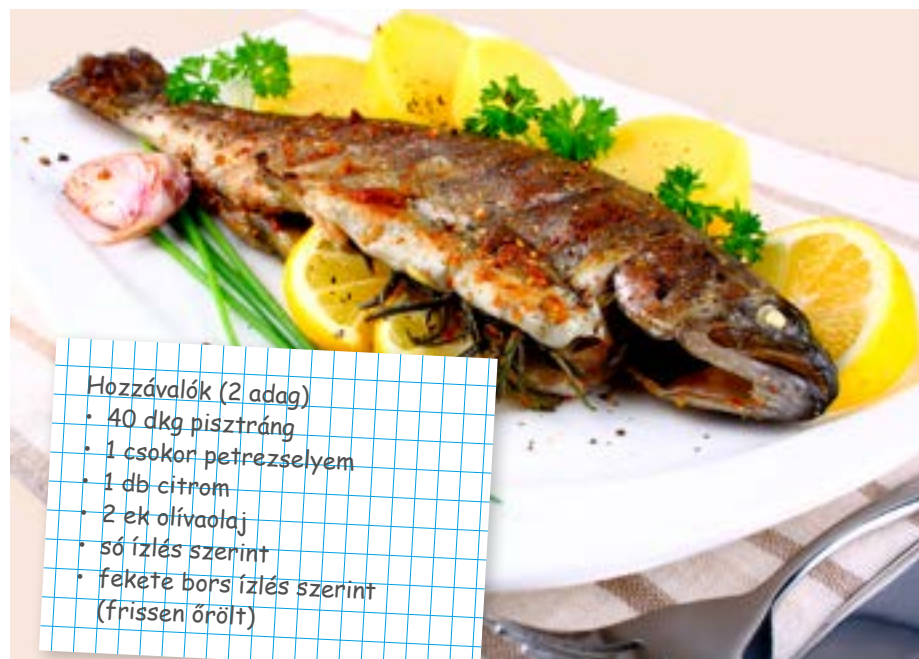 Hozzávalók (2 adag)
• 40 dkg pisztráng
• 1 csokor petrezselyem
• 1 db citrom
• 2 ek olívaolaj
• só ízlés szerint
• fekete bors ízlés szerint
(frissen őrölt)